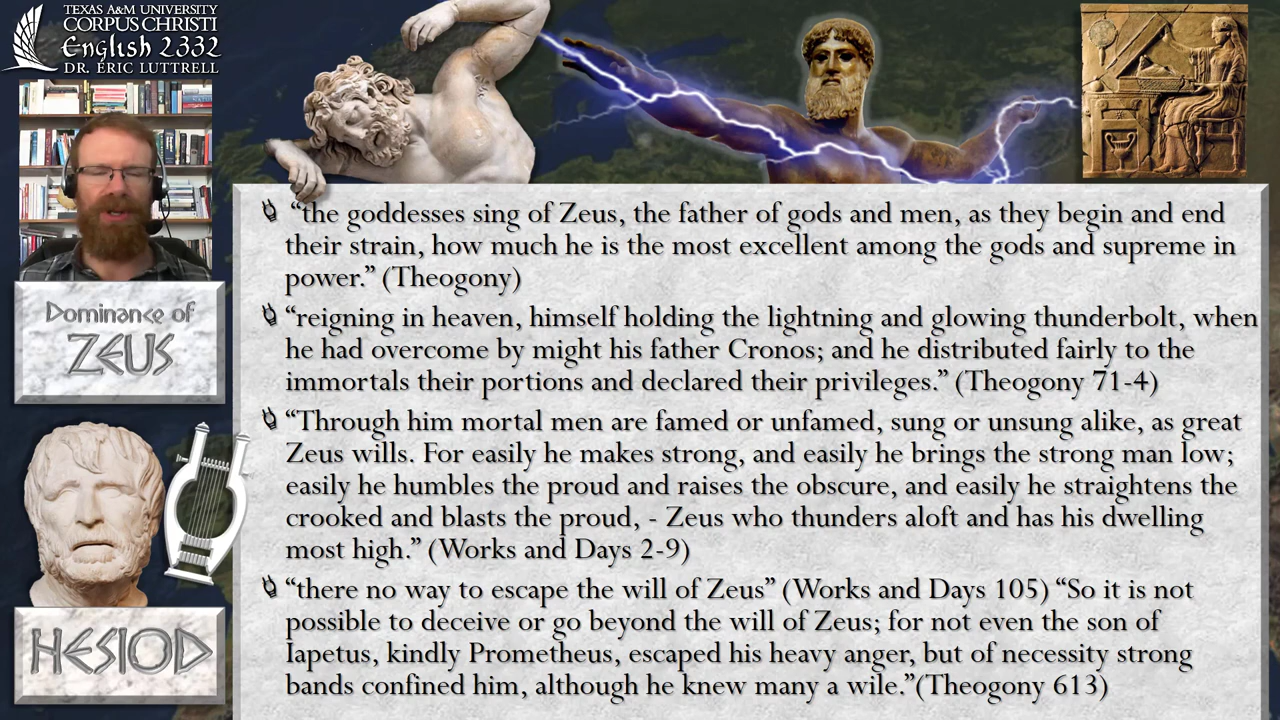 TEXAS A&M UNIVERSITY
CORPUS CHRISTI
English 2332
DR. ERIC LUTTRELL
Dominance of
ZEUS
HESIOD
“the goddesses sing of Zeus, the father of gods and men, as they begin and end
their strain, how much he is the most excellent among the gods and supreme in
power.” (Theogony)
“reigning in heaven, himself holding the lightning and glowing thunderbolt, when
he had overcome by might his father Cronos; and he distributed fairly to the
immortals their portions and declared their privileges.” (Theogony 71-4)
“Through him mortal men are famed or unfamed, sung or unsung alike, as great
Zeus wills. For easily he makes strong, and easily he brings the strong man low;
easily he humbles the proud and raises the obscure, and easily he straightens the
crooked and blasts the proud, - Zeus who thunders aloft and has his dwelling
most high.” (Works and Days 2-9)
“there no way to escape the will of Zeus” (Works and Days 105) “So it is not
possible to deceive or go beyond the will of Zeus; for not even the son of
Iapetus, kindly Prometheus, escaped his heavy anger, but of necessity strong
bands confined him, although he knew many a wile.”(Theogony 613)